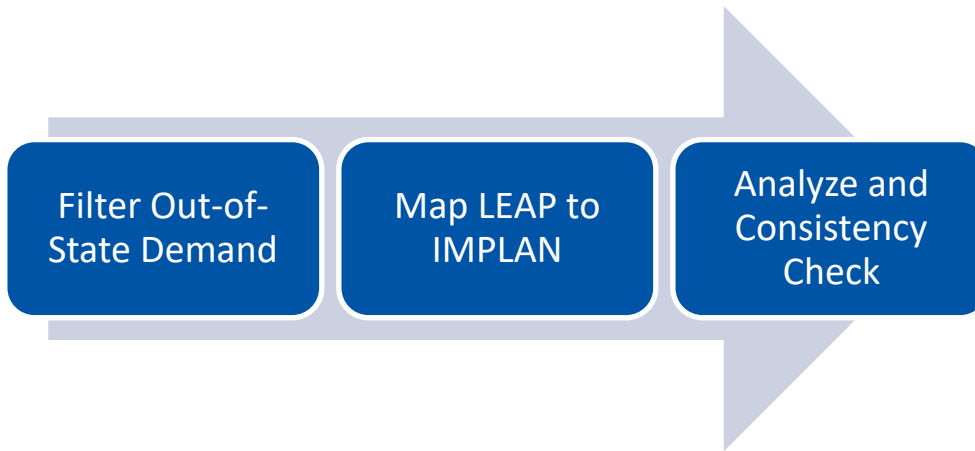 Filter Out-of-
State Demand
Map LEAP to
IMPLAN
Analyze and
Consistency
Check